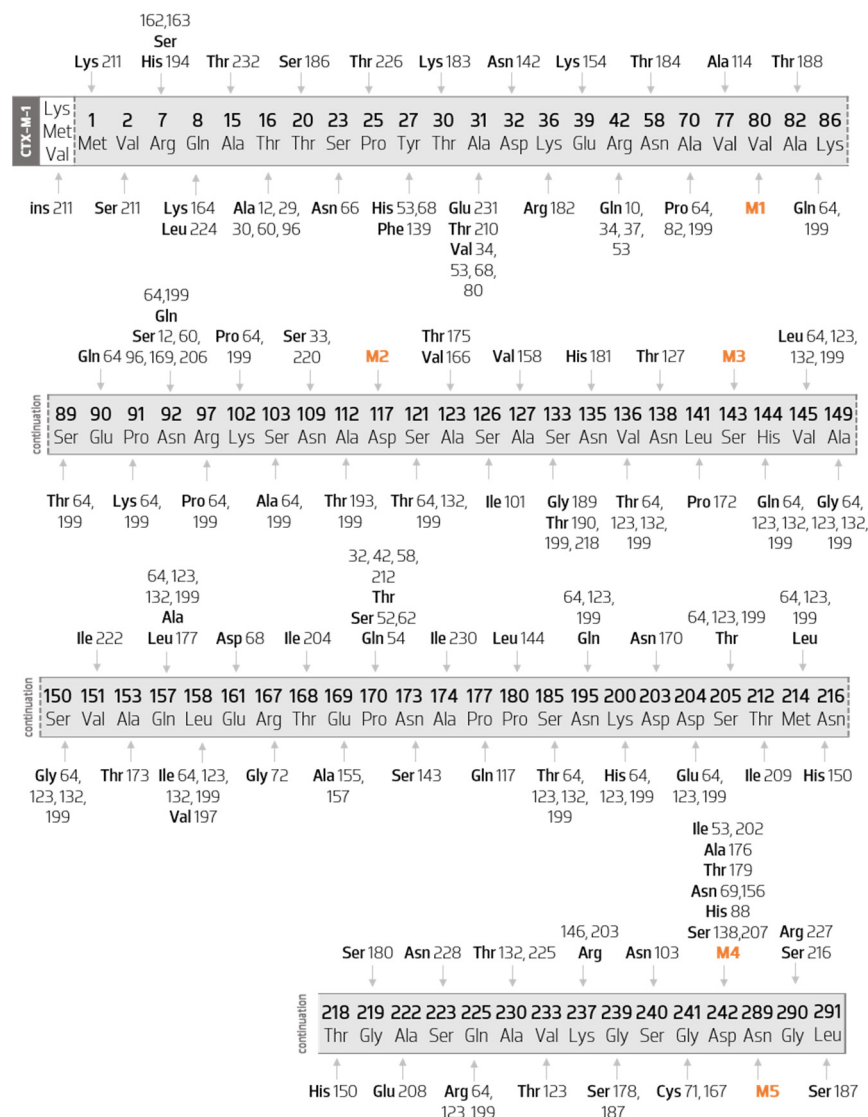 162,163
Ser
Lys 211 His 194 Thr 232 Ser 186 Thr 226 Lys 183 Asn 142 Lys 154 Thr 184 Ala 114 Thr 188
CTX-M-1
Lys
Met
Val
1 2 7 8 15 16 20 23 25 27 30 31 32 36 39 42 58 70 77 80 82 86
Met Val Arg Gln Ala Thr Thr Ser Pro Tyr Thr Ala Asp Lys Glu Arg Asn Ala Val Val Ala Lys
ins 211 Ser 211 Lys 164 Ala 12, 29, Asn 66 His 53,68 Glu 231 Arg 182 Gln 10, Pro 64, M1 Gln 64,
Leu 224 30, 60, 96 Phe 139 Thr 210 34, 37, 82, 199 199
Val 34, 53
53, 68,
80
64,199
Gln
Ser 12, 60, Pro 64, Ser 33, M2 Thr 175 M3 Leu 64, 123,
Gln 64 96, 169, 206 199 220 Val 166 Val 158 His 181 Thr 127 132, 199
continuation
89 90 91 92 97 102 103 109 112 117 121 123 126 127 133 135 136 138 141 143 144 145 149
Ser Glu Pro Asn Arg Lys Ser Asn Ala Asp Ser Ala Ser Ala Ser Asn Val Asn Leu Ser His Val Ala
Thr 64, Lys 64, Pro 64, Ala 64, Thr 193, Thr 64, 132, Ile 101 Gly 189 Thr 64, Pro 172 Gln 64, Gly 64,
199 199 199 199 199 199 Thr 190, 123, 132, 123, 132, 123, 132,
199, 218 199 199 199
64, 123,
132, 199
Ala
Ile 222 Leu 177 Asp 68 Ile 204
32, 42, 58,
212
Thr
Ser 52,62
Gln 54 Ile 230 Leu 144
64, 123,
199
Gln Asn 170
64, 123, 199
Thr
64, 123,
199
Leu
continuation
150 151 153 157 158 161 167 168 169 170 173 174 177 180 185 195 200 203 204 205 212 214 216
Ser Val Ala Gln Leu Glu Arg Thr Glu Pro Asn Ala Pro Pro Ser Asn Lys Asp Asp Ser Thr Met Asn
Gly 64, Thr 173 Ile 64, 123, Gly 72 Ala 155, Ser 143 Gln 117 Thr 64, His 64, Glu 64, Ile 209 His 150
123, 132, 132, 199 157 123, 132, 123, 199 123, 199
199 Val 197 199
Ile 53, 202
Ala 176
Thr 179
Asn 69,156
His 88
146, 203 Ser 138,207 Arg 227
Ser 180 Asn 228 Thr 132, 225 Arg Asn 103 M4 Ser 216
continuation
218 219 222 223 225 230 233 237 239 240 241 242 289 290 291
Thr Gly Ala Ser Gln Ala Val Lys Gly Ser Gly Asp Asn Gly Leu
His 150 Glu 208 Arg 64, Thr 123 Ser 178, Cys 71, 167 M5 Ser 187
123, 199 187